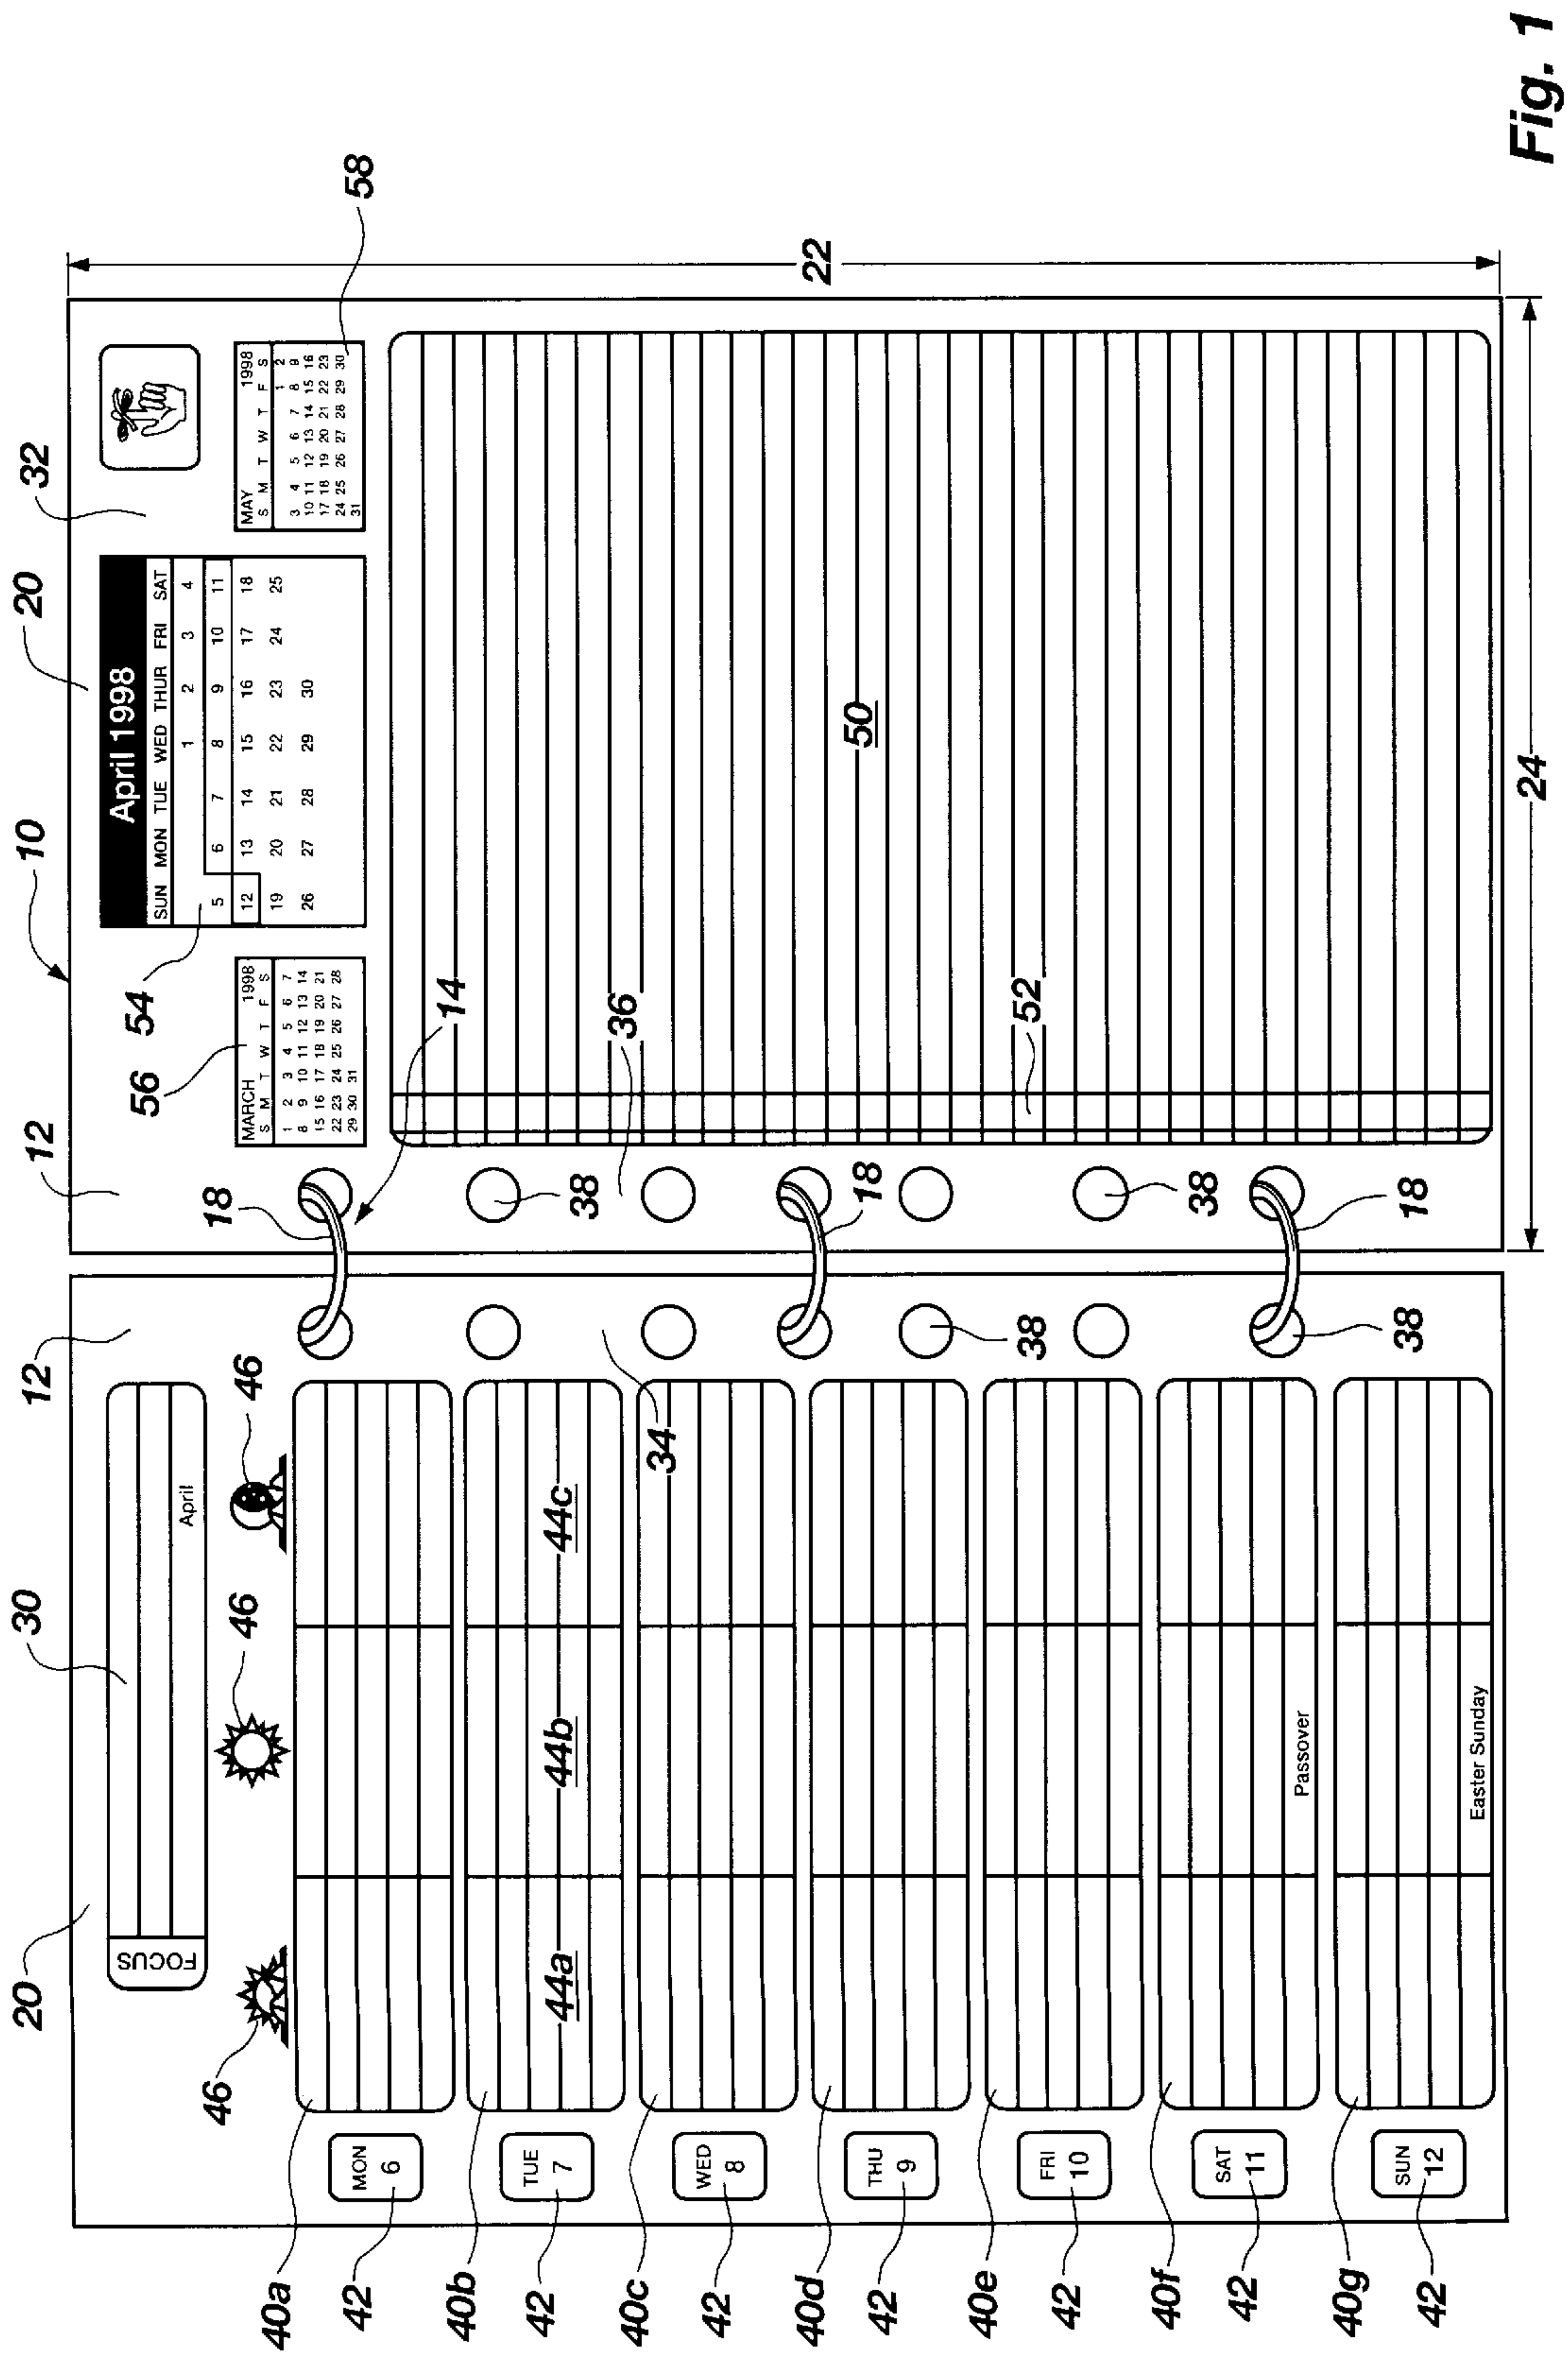 10
12
20
30
12
20
32
FOCUS
April
46
46
46
56
54
MARCH 1998
S M T W T F S
1 2 3 4 5 6 7
8 9 10 11 12 13 14
15 16 17 18 19 20 21
22 23 24 25 26 27 28
29 30 31
April 1998
SUN MON TUE WED THUR FRI SAT
1 2 3 4
5 6 7 8 9 10 11
12 13 14 15 16 17 18
19 20 21 22 23 24 25
26 27 28 29 30
MAY 1998
S M T W T F S
1 2
3 4 5 6 7 8 9
10 11 12 13 14 15 16
17 18 19 20 21 22 23
24 25 26 27 28 29 30
31
58
40a
42
MON
6
18
14
40b
42
TUE
7
44a
44b
44c
38
36
40c
42
WED
8
34
22
40d
42
THU
9
18
50
40e
42
FRI
10
38
52
40f
42
SAT
11
Passover
38
40g
42
SUN
12
Easter Sunday
38
18
24
Fig. 1